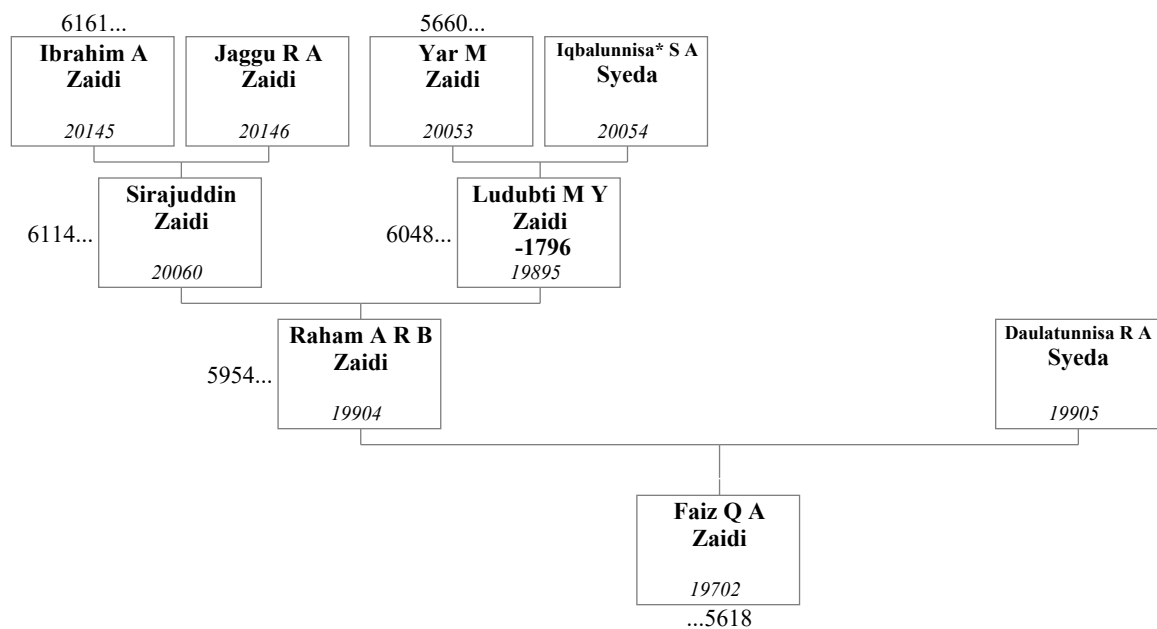 6161...
5660...
Ibrahim A
Zaidi
20145
Jaggu R A
Zaidi
20146
Yar M
Zaidi
20053
Iqbalunnisa* S A
Syeda
20054
6114...
Sirajuddin
Zaidi
20060
6048...
Ludubti M Y
Zaidi
-1796
19895
5954...
Raham A R B
Zaidi
19904
Daulatunnisa R A
Syeda
19905
Faiz Q A
Zaidi
19702
...5618